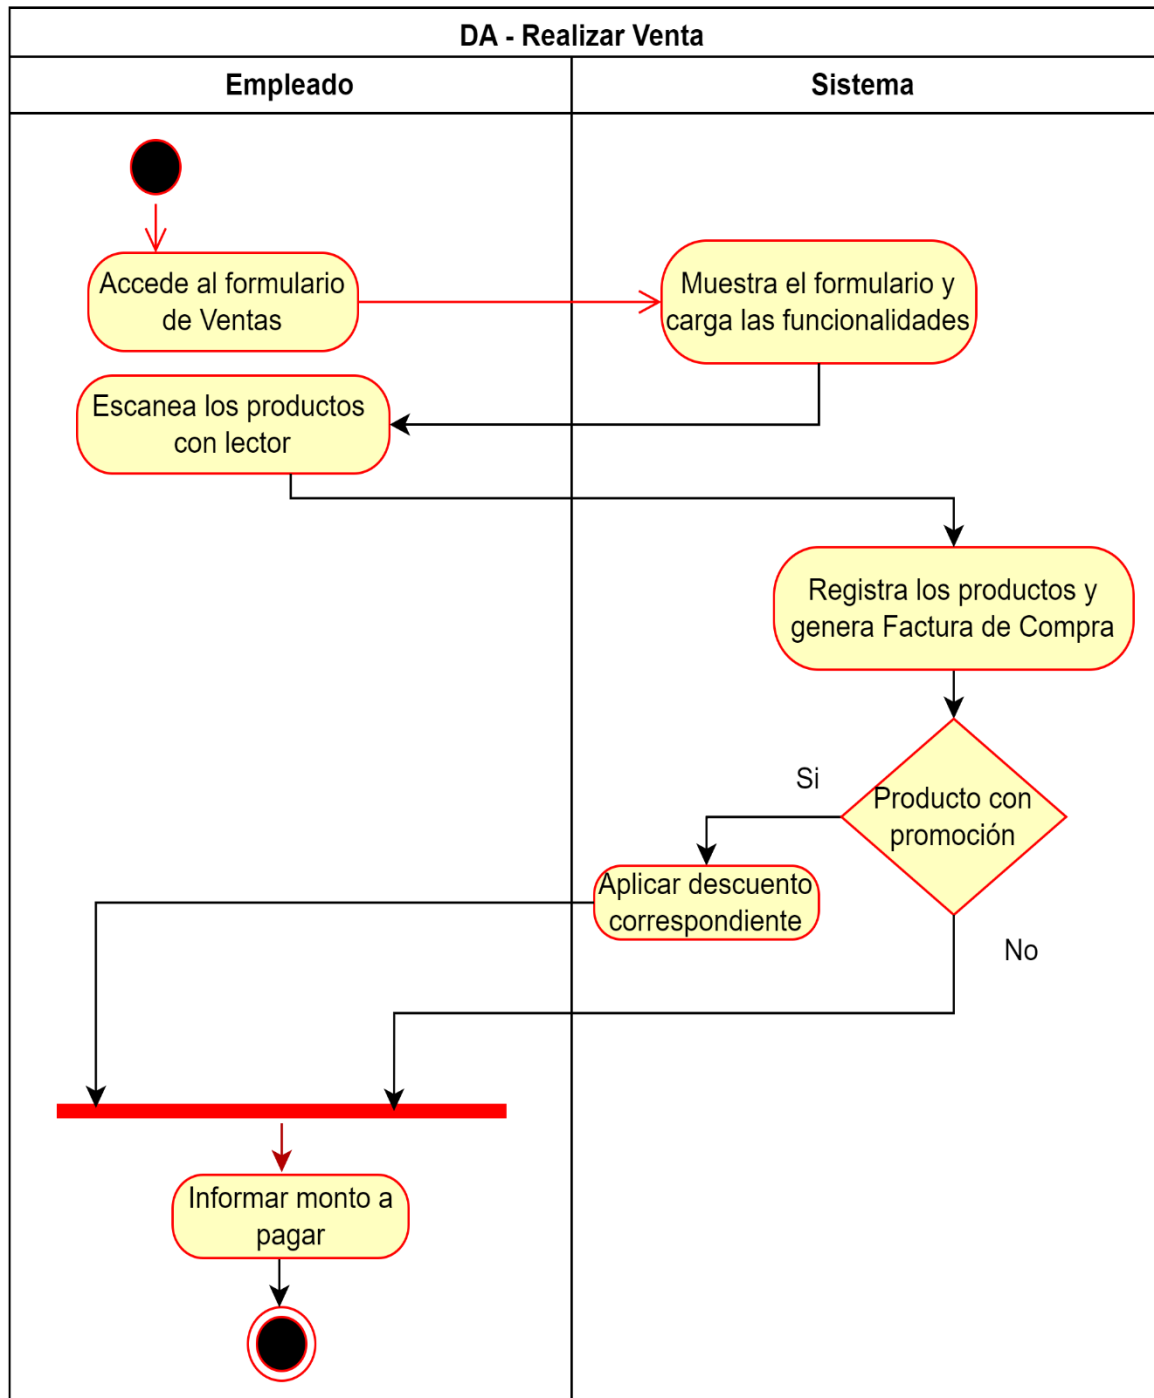 DA - Realizar Venta
Empleado
Sistema
Accede al formulario
de Ventas
Muestra el formulario y
carga las funcionalidades
Escanea los productos
con lector
Registra los productos y
genera Factura de Compra
Si
Producto con
promoción
Aplicar descuento
correspondiente
No
Informar monto a
pagar